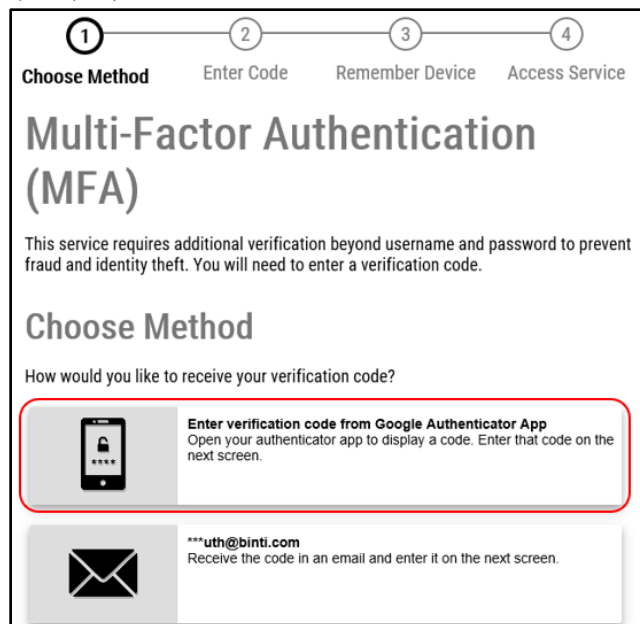 1 2 3 4
Choose Method Enter Code Remember Device Access Service
Multi-Factor Authentication
(MFA)
This service requires additional verification beyond username and password to prevent
fraud and identity theft. You will need to enter a verification code.
Choose Method
How would you like to receive your verification code?
Enter verification code from Google Authenticator App
Open your authenticator app to display a code. Enter that code on the
next screen.
****
***uth@binti.com
Receive the code in an email and enter it on the next screen.